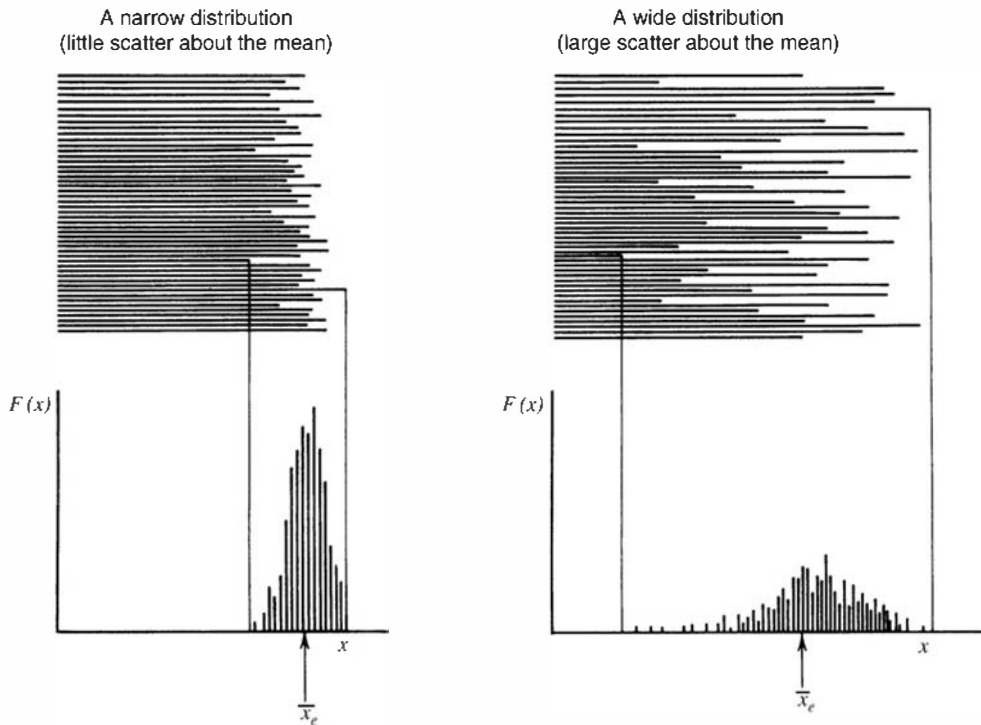 A narrow distribution
(little scatter about the mean)
A wide distribution
(large scatter about the mean)
F (x)
x
x̅e
F (x)
x
x̅e